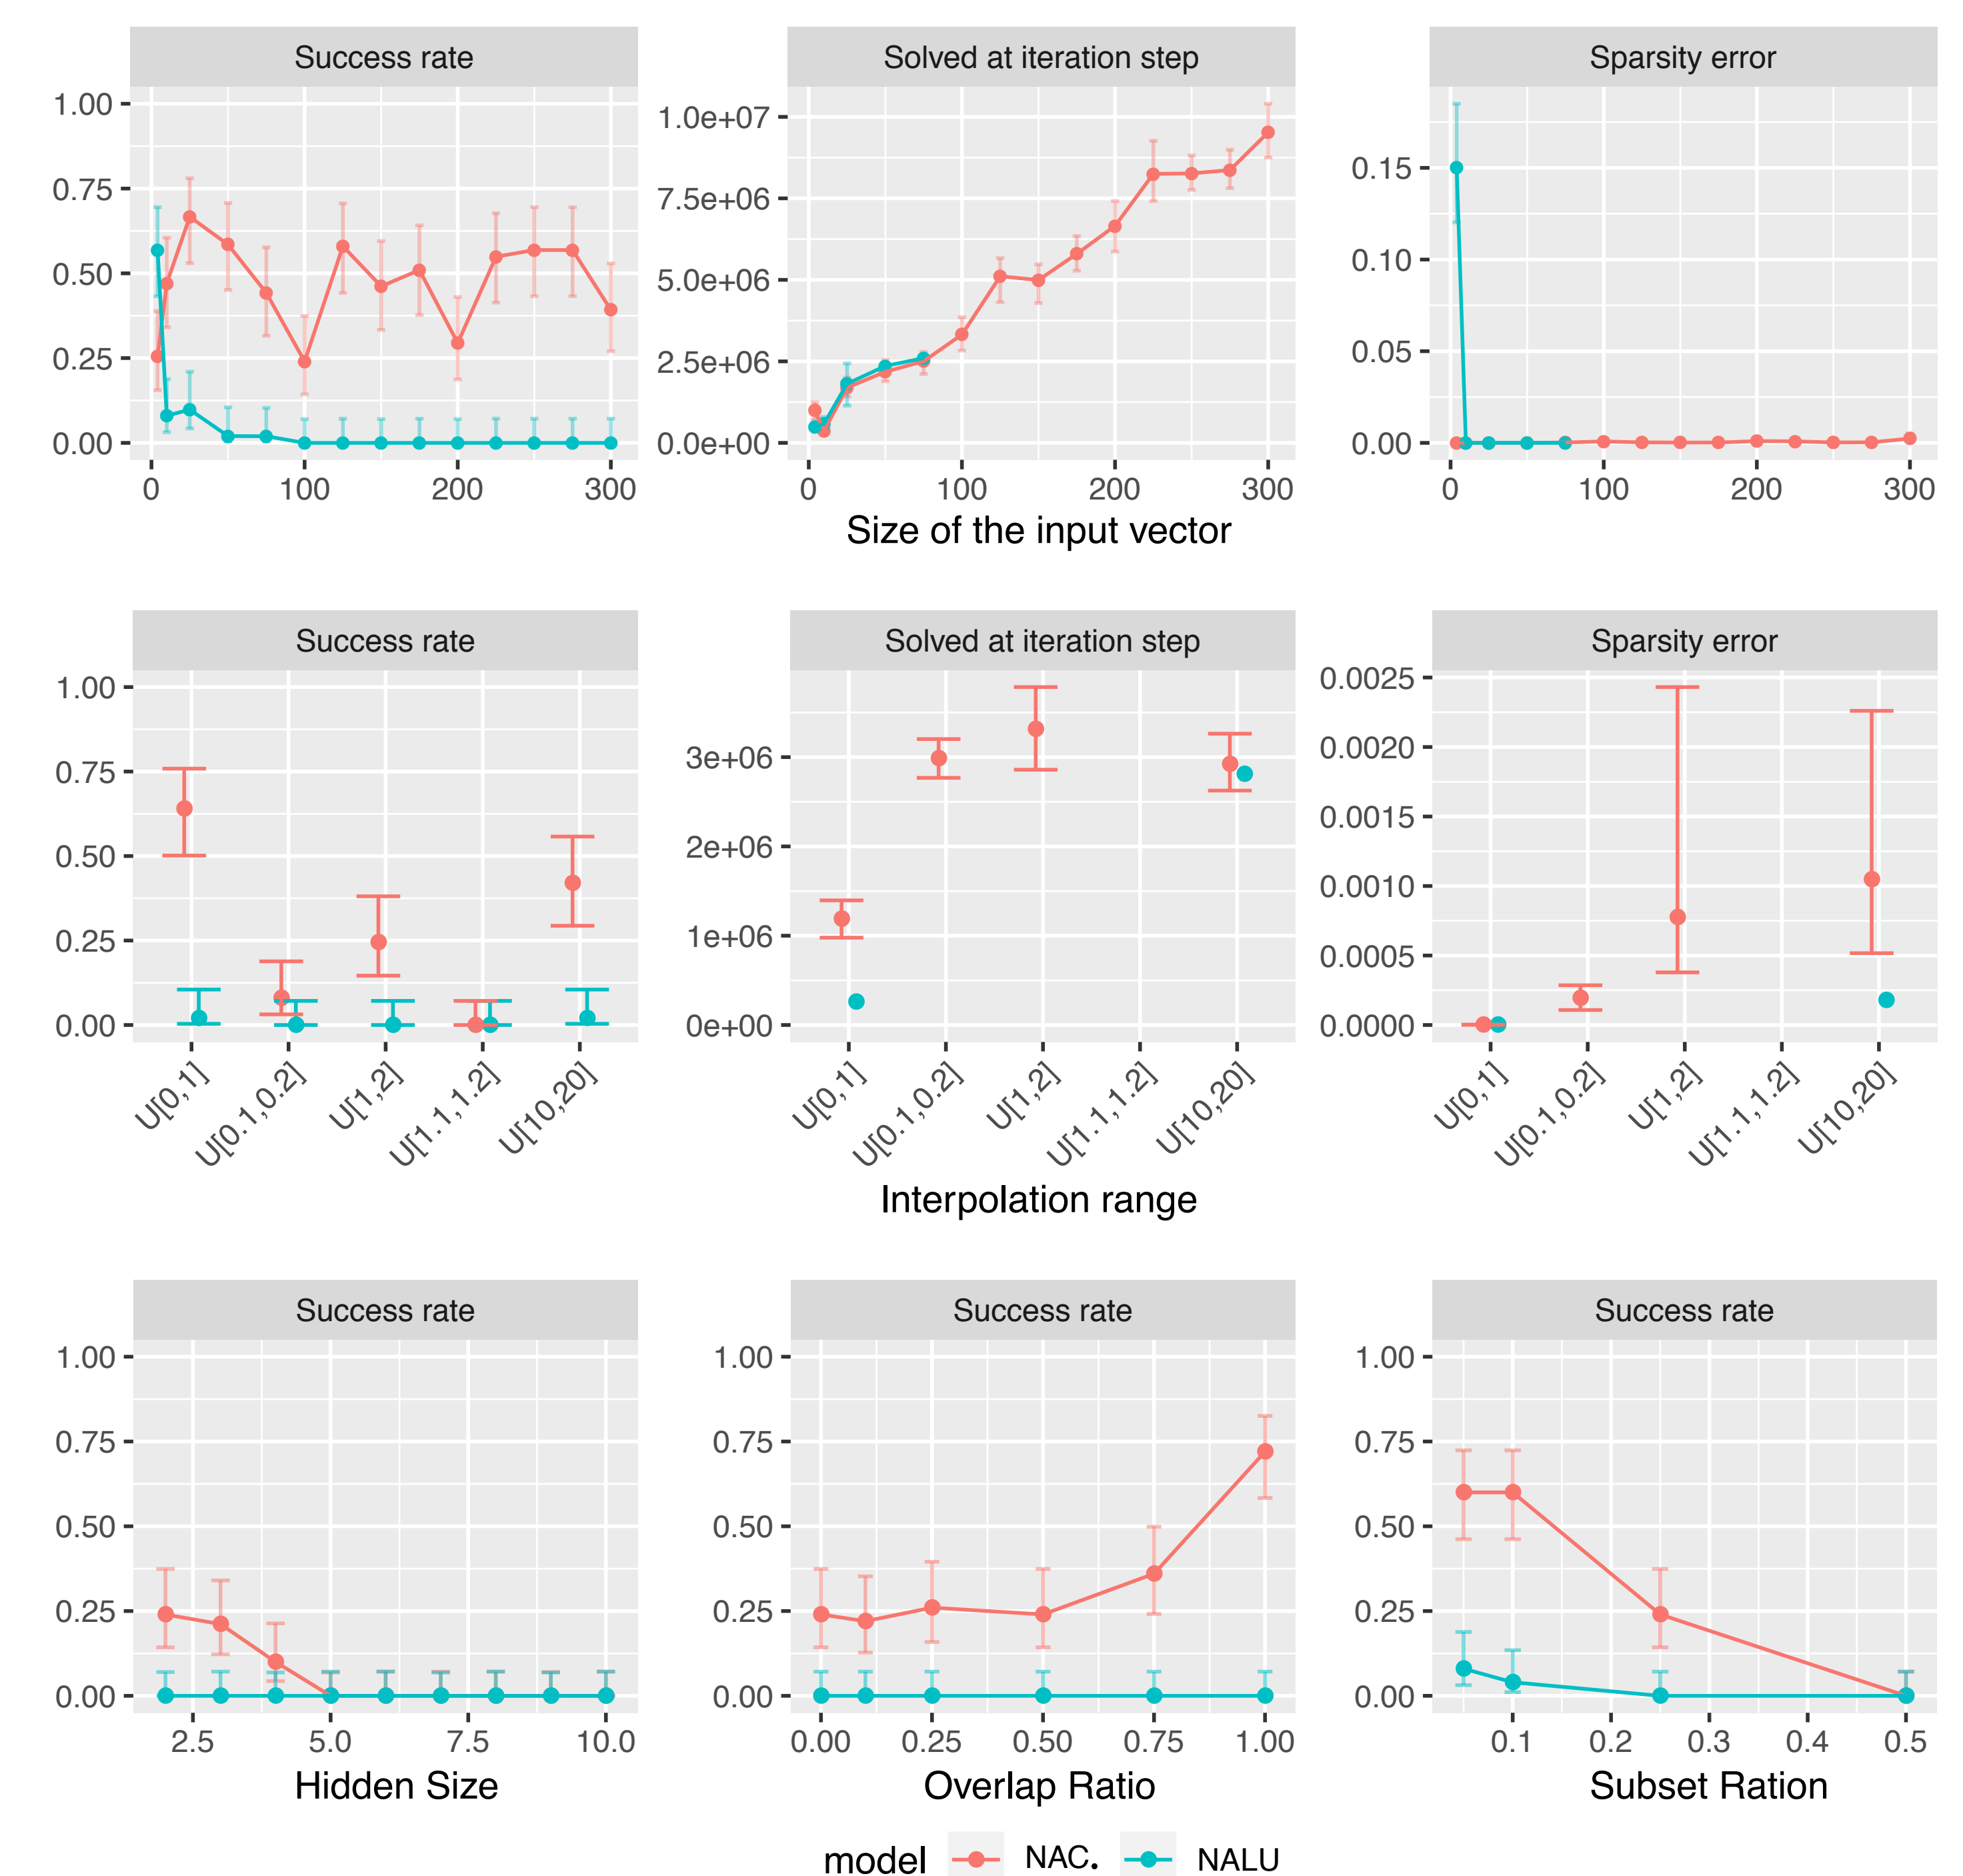 Success rate
Solved at iteration step
Sparsity error
1.00
0.75
0.50
0.25
0.00
0
100
200
300
1.0e+07
7.5e+06
5.0e+06
2.5e+06
0.0e+00
0
100
200
300
0.15
0.10
0.05
0.00
0
100
200
300
Size of the input vector
Success rate
Solved at iteration step
Sparsity error
1.00
0.75
0.50
0.25
0.00
U[0,1]
U[0.1,0.2]
U[1,2]
U[1.1,1.2]
U[10,20]
3e+06
2e+06
1e+06
0e+00
U[0,1]
U[0.1,0.2]
U[1,2]
U[1.1,1.2]
U[10,20]
0.0025
0.0020
0.0015
0.0010
0.0005
0.0000
U[0,1]
U[0.1,0.2]
U[1,2]
U[1.1,1.2]
U[10,20]
Interpolation range
Success rate
Success rate
Success rate
1.00
0.75
0.50
0.25
0.00
2.5
5.0
7.5
10.0
Hidden Size
1.00
0.75
0.50
0.25
0.00
0.00
0.25
0.50
0.75
1.00
Overlap Ratio
1.00
0.75
0.50
0.25
0.00
0.1
0.2
0.3
0.4
0.5
Subset Ration
model NAC• NALU